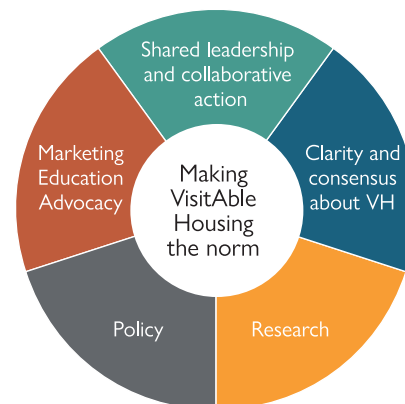 Shared leadership
and collaborative
action
Clarity and
consensus
about VH
Research
Policy
Marketing
Education
Advocacy
Making
VisitAble
Housing
the norm